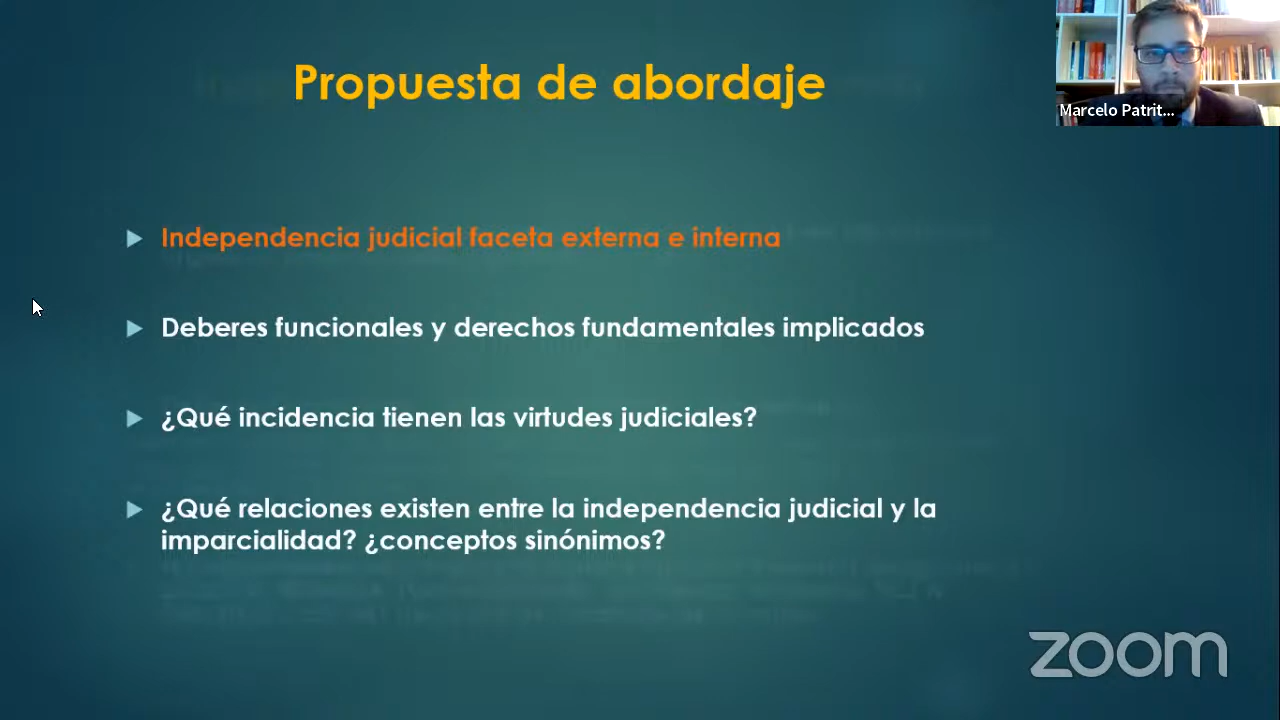 Propuesta de abordaje
Marcelo Patrit...
Independencia judicial faceta externa e interna
Deberes funcionales y derechos fundamentales implicados
¿Qué incidencia tienen las virtudes judiciales?
¿Qué relaciones existen entre la independencia judicial y la
imparcialidad? ¿conceptos sinónimos?
zoom